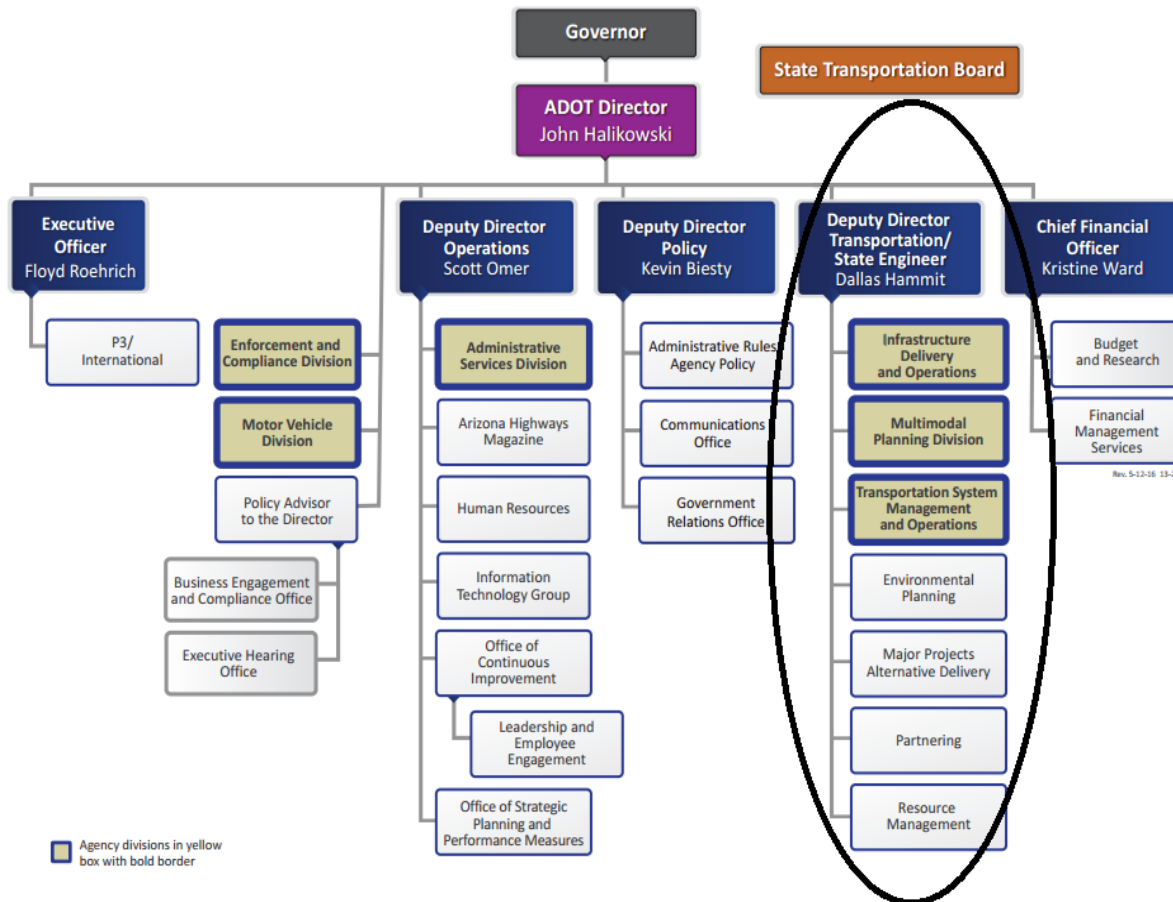 Governor
State Transportation Board
ADOT Director
John Halikowski
Executive
Officer
Floyd Roehrich
P3/
International
Enforcement and
Compliance Division
Motor Vehicle
Division
Policy Advisor
to the Director
Business Engagement
and Compliance Office
Executive Hearing
Office
Deputy Director
Operations
Scott Omer
Administrative
Services Division
Arizona Highways
Magazine
Human Resources
Information
Technology Group
Office of
Continuous
Improvement
Leadership and
Employee
Engagement
Office of Strategic
Planning and
Performance Measures
Deputy Director
Policy
Kevin Biesty
Administrative Rules
Agency Policy
Communications
Office
Government
Relations Office
Deputy Director
Transportation/
State Engineer
Dallas Hammit
Infrastructure
Delivery
and Operations
Multimodal
Planning Division
Transportation System
Management
and Operations
Environmental
Planning
Major Projects
Alternative Delivery
Partnering
Resource
Management
Chief Financial
Officer
Kristine Ward
Budget
and Research
Financial
Management
Services
Rev. 5-12-16
Agency divisions in yellow
box with bold border